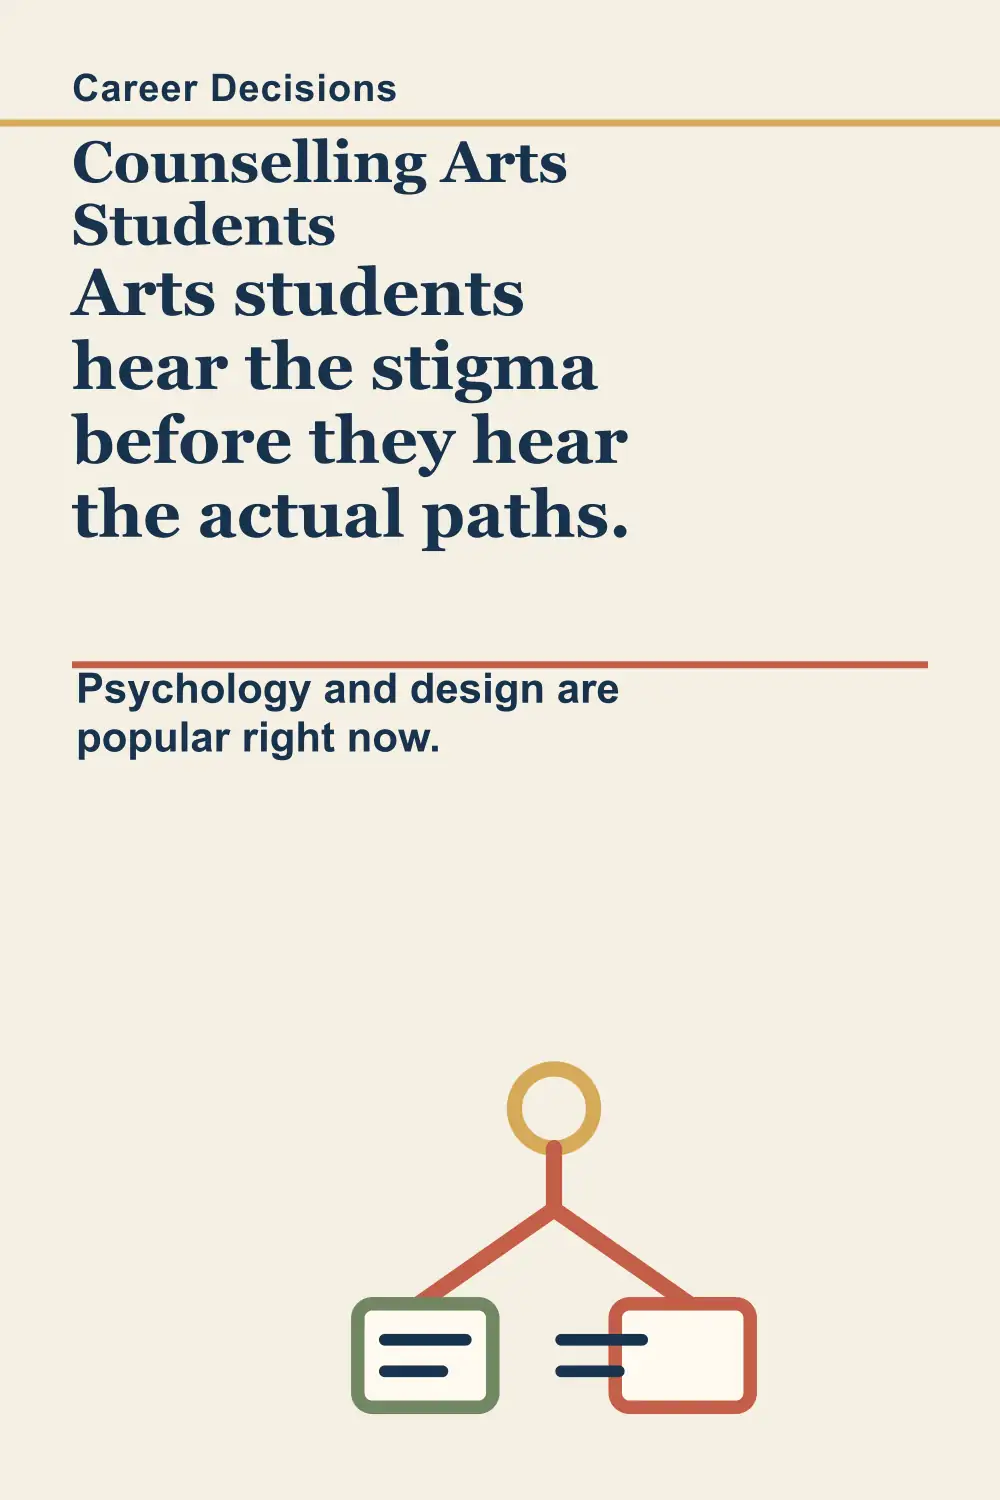 Career Decisions
Counselling Arts
Students
Arts students
hear the stigma
before they hear
the actual paths.
Psychology and design are
popular right now.